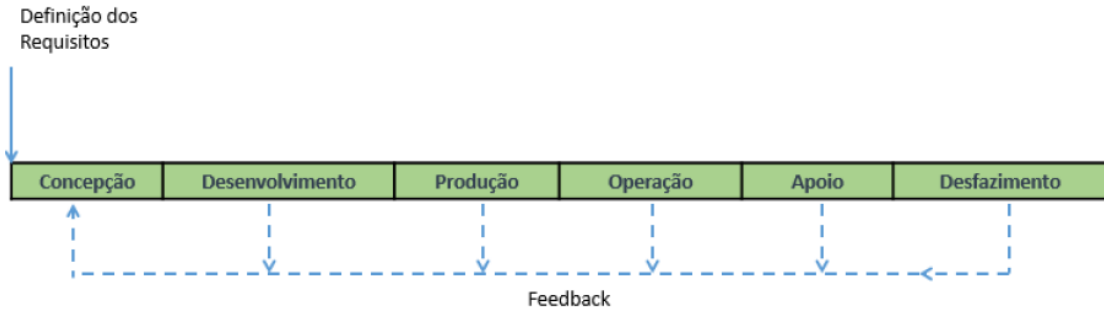 Definição dos
Requisitos
Concepção
Desenvolvimento
Produção
Operação
Apoio
Desfazimento
Feedback